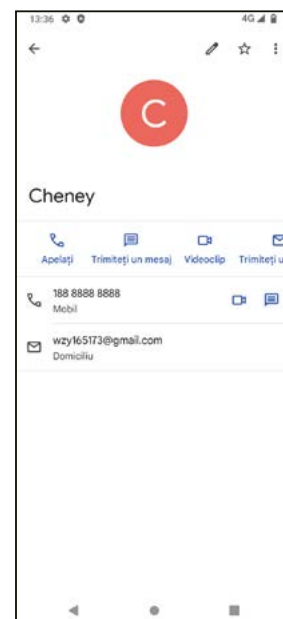 13:36 4G
C
Cheney
Apelați Trimiteți un mesaj Videoclip Trimiteți u
188 8888 8888
Mobil
wzy165173@gmail.com
Domiciliu